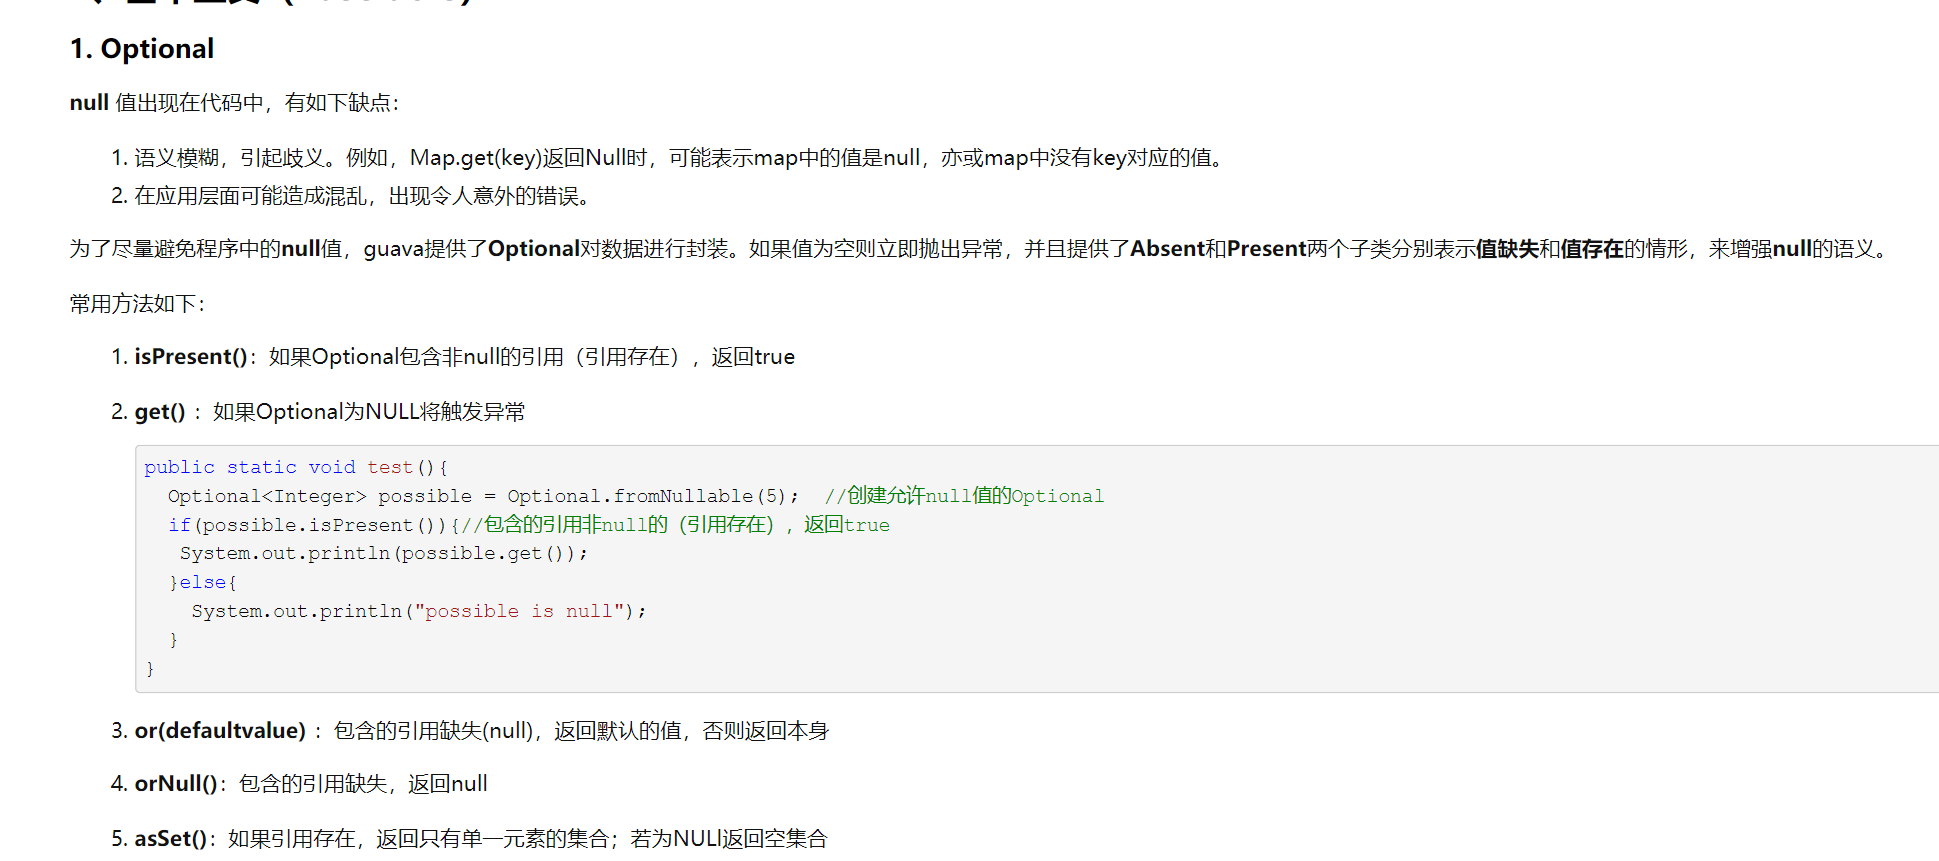 1. Optional
null 值出现在代码中，有如下缺点：
1. 语义模糊，引起歧义。例如，Map.get(key)返回Null时，可能表示map中的值是null，亦或map中没有key对应的值。
2. 在应用层面可能造成混乱，出现令人意外的错误。
为了尽量避免程序中的null值，guava提供了Optional对数据进行封装。如果值为空则立即抛出异常，并且提供了Absent和Present两个子类分别表示值缺失和值存在的情形，来增强null的语义。
常用方法如下：
1. isPresent()：如果Optional包含非null的引用（引用存在），返回true
2. get() ：如果Optional为NULL将触发异常
public static void test(){
  Optional<Integer> possible = Optional.fromNullable(5);  //创建允许null值的Optional
  if(possible.isPresent()){//包含的引用非null的（引用存在），返回true
   System.out.println(possible.get());
  }else{
    System.out.println("possible is null");
  }
}
3. or(defaultvalue) ：包含的引用缺失(null)，返回默认的值，否则返回本身
4. orNull()：包含的引用缺失，返回null
5. asSet()：如果引用存在，返回只有单一元素的集合；若为NUll返回空集合